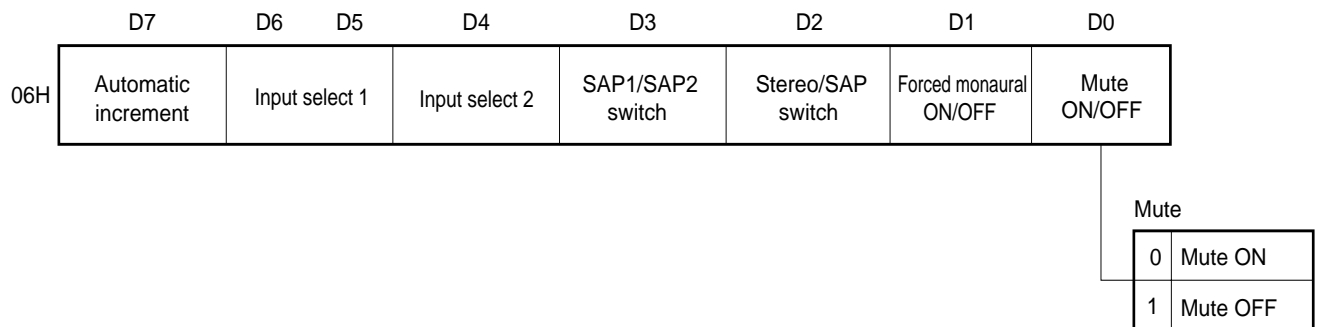 D7 D6 D5 D4 D3 D2 D1 D0
06H
Automatic
increment
Input select 1
Input select 2
SAP1/SAP2
switch
Stereo/SAP
switch
Forced monaural
ON/OFF
Mute
ON/OFF
Mute
0 Mute ON
1 Mute OFF